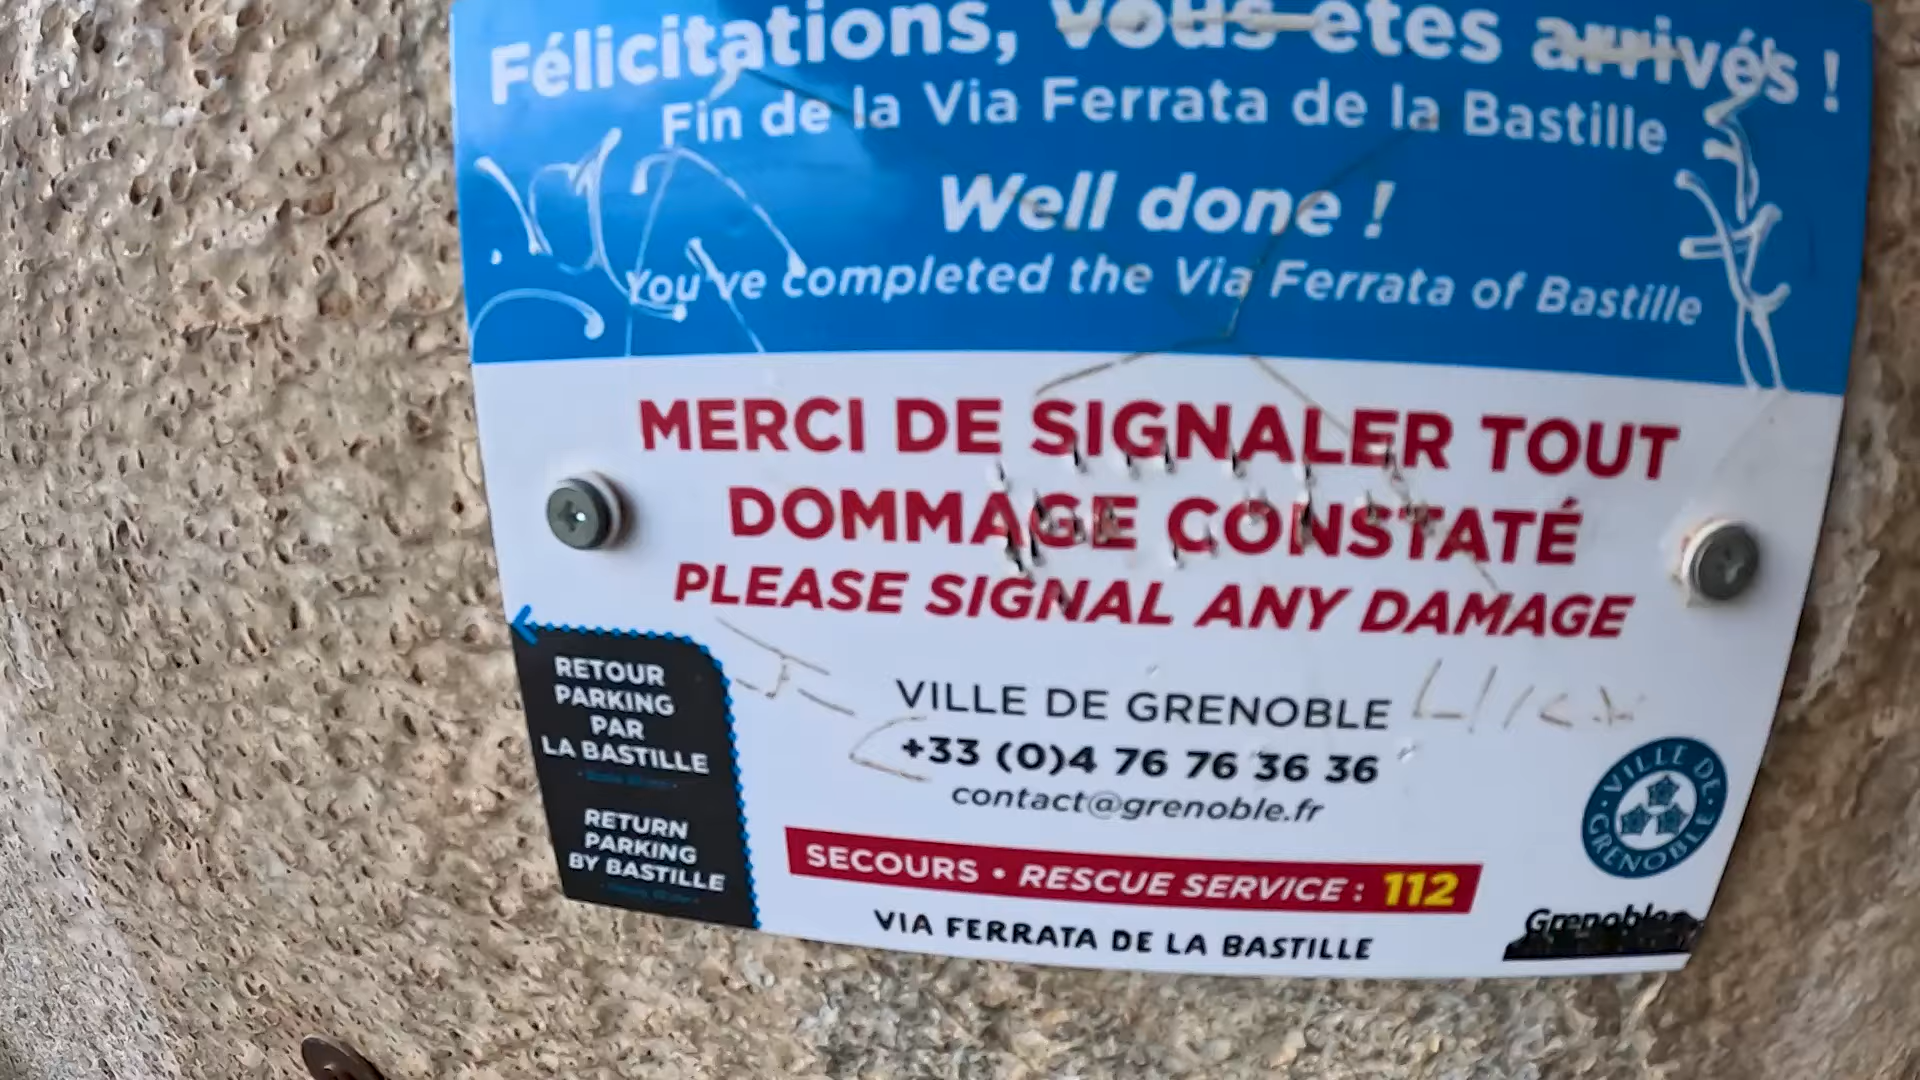 Félicitations, vous êtes arrivés !
Fin de la Via Ferrata de la Bastille
Well done !
You've completed the Via Ferrata of Bastille
MERCI DE SIGNALER TOUT
DOMMAGE CONSTATÉ
PLEASE SIGNAL ANY DAMAGE
RETOUR
PARKING
PAR
LA BASTILLE
RETURN
PARKING
BY BASTILLE
VILLE DE GRENOBLE
+33 (0)4 76 76 36 36
contact@grenoble.fr
SECOURS • RESCUE SERVICE : 112
VIA FERRATA DE LA BASTILLE
• VILLE DE •
GRENOBLE